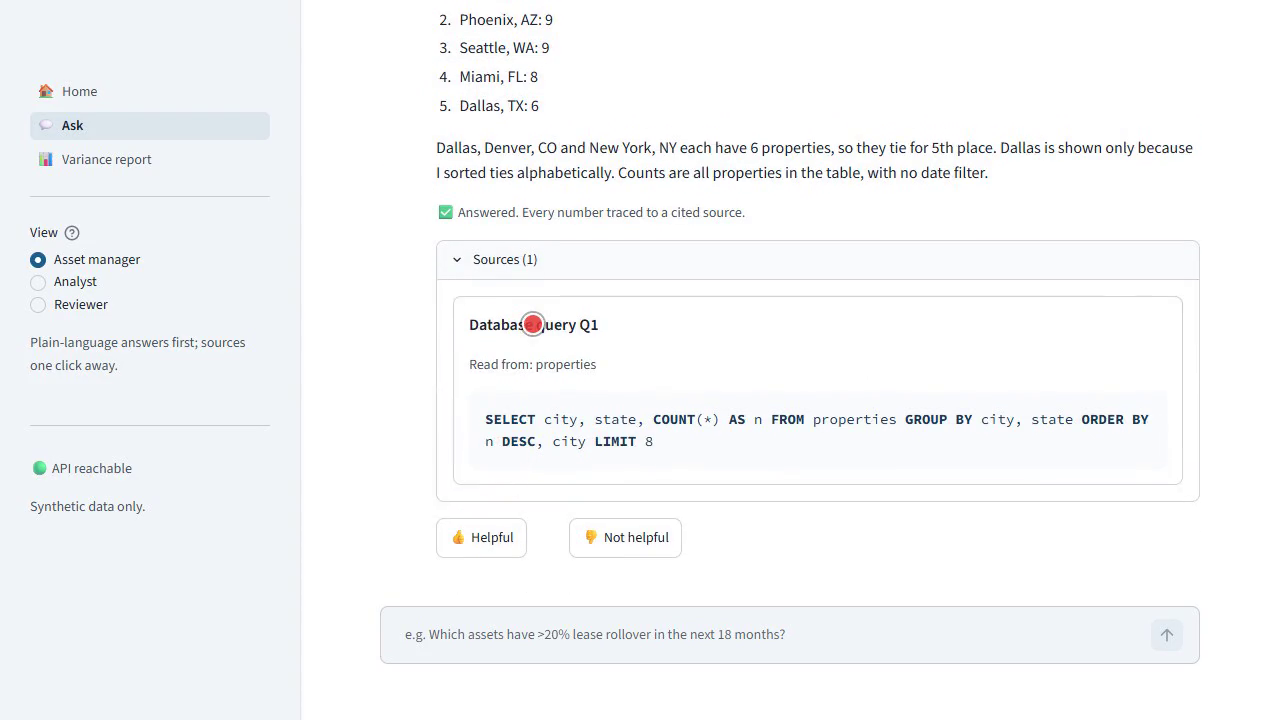 Home
Ask
Variance report
View
Asset manager
Analyst
Reviewer
Plain-language answers first; sources
one click away.
API reachable
Synthetic data only.
2. Phoenix, AZ: 9
3. Seattle, WA: 9
4. Miami, FL: 8
5. Dallas, TX: 6
Dallas, Denver, CO and New York, NY each have 6 properties, so they tie for 5th place. Dallas is shown only because
I sorted ties alphabetically. Counts are all properties in the table, with no date filter.
Answered. Every number traced to a cited source.
Sources (1)
Database query Q1
Read from: properties
SELECT city, state, COUNT(*) AS n FROM properties GROUP BY city, state ORDER BY
n DESC, city LIMIT 8
Helpful
Not helpful
e.g. Which assets have >20% lease rollover in the next 18 months?